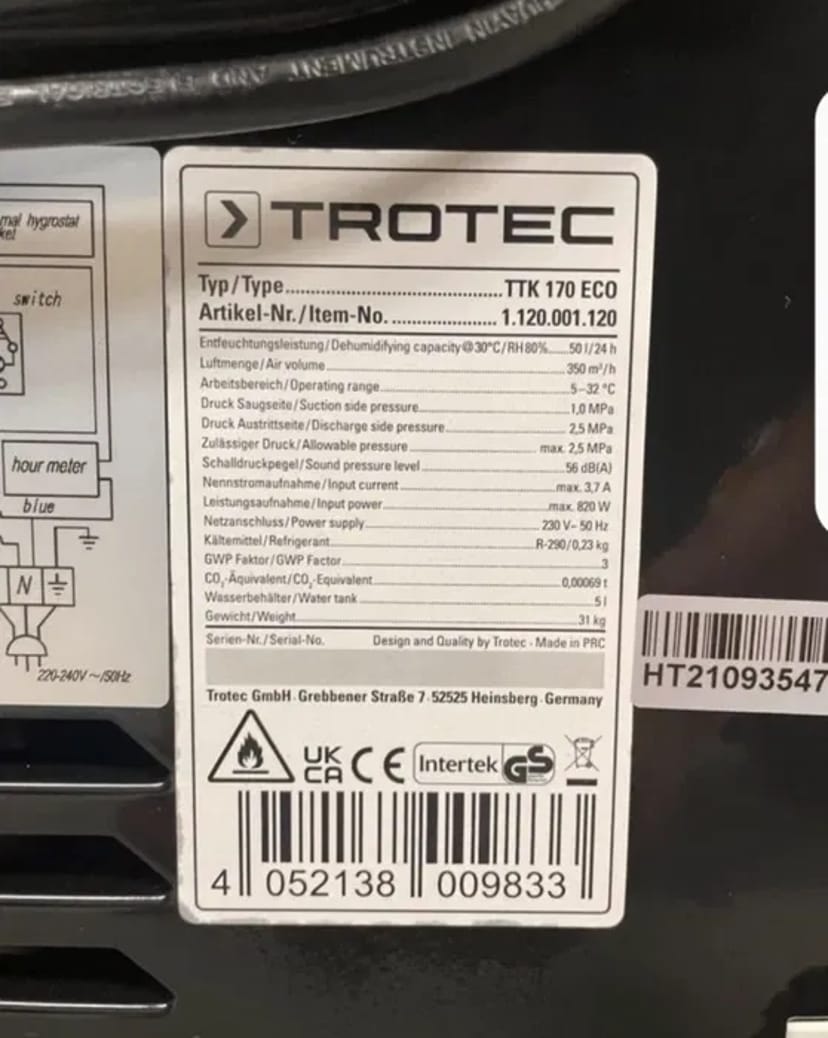 AND ELECTRICAL
HUAYIN INSTRUMENT
hygrostat
switch
hour meter
blue
N
220-240V~/50Hz
TROTEC
Typ/Type.......................................TTK 170 ECO
Artikel-Nr./Item-No. ................... 1.120.001.120
Entfeuchtungsleistung/Dehumidifying capacity@30°C/RH80%......50 l/24 h
Luftmenge/Air volume 350 m³/h
Arbeitsbereich/Operating range 5–32 °C
Druck Saugseite/Suction side pressure 1,0 MPa
Druck Austrittseite/Discharge side pressure 2,5 MPa
Zulässiger Druck/Allowable pressure max. 2,5 MPa
Schalldruckpegel/Sound pressure level 56 dB(A)
Nennstromaufnahme/Input current max. 3,7 A
Leistungsaufnahme/Input power max. 820 W
Netzanschluss/Power supply 230 V~ 50 Hz
Kältemittel/Refrigerant R-290/0,23 kg
GWP Faktor/GWP Factor 3
CO₂-Äquivalent/CO₂-Equivalent 0,00069 t
Wasserbehälter/Water tank 5 l
Gewicht/Weight 31 kg
Serien-Nr./Serial-No. Design and Quality by Trotec - Made in PRC
Trotec GmbH · Grebbener Straße 7 · 52525 Heinsberg · Germany
UK CA CE Intertek GS
4 052138 009833
HT21093547